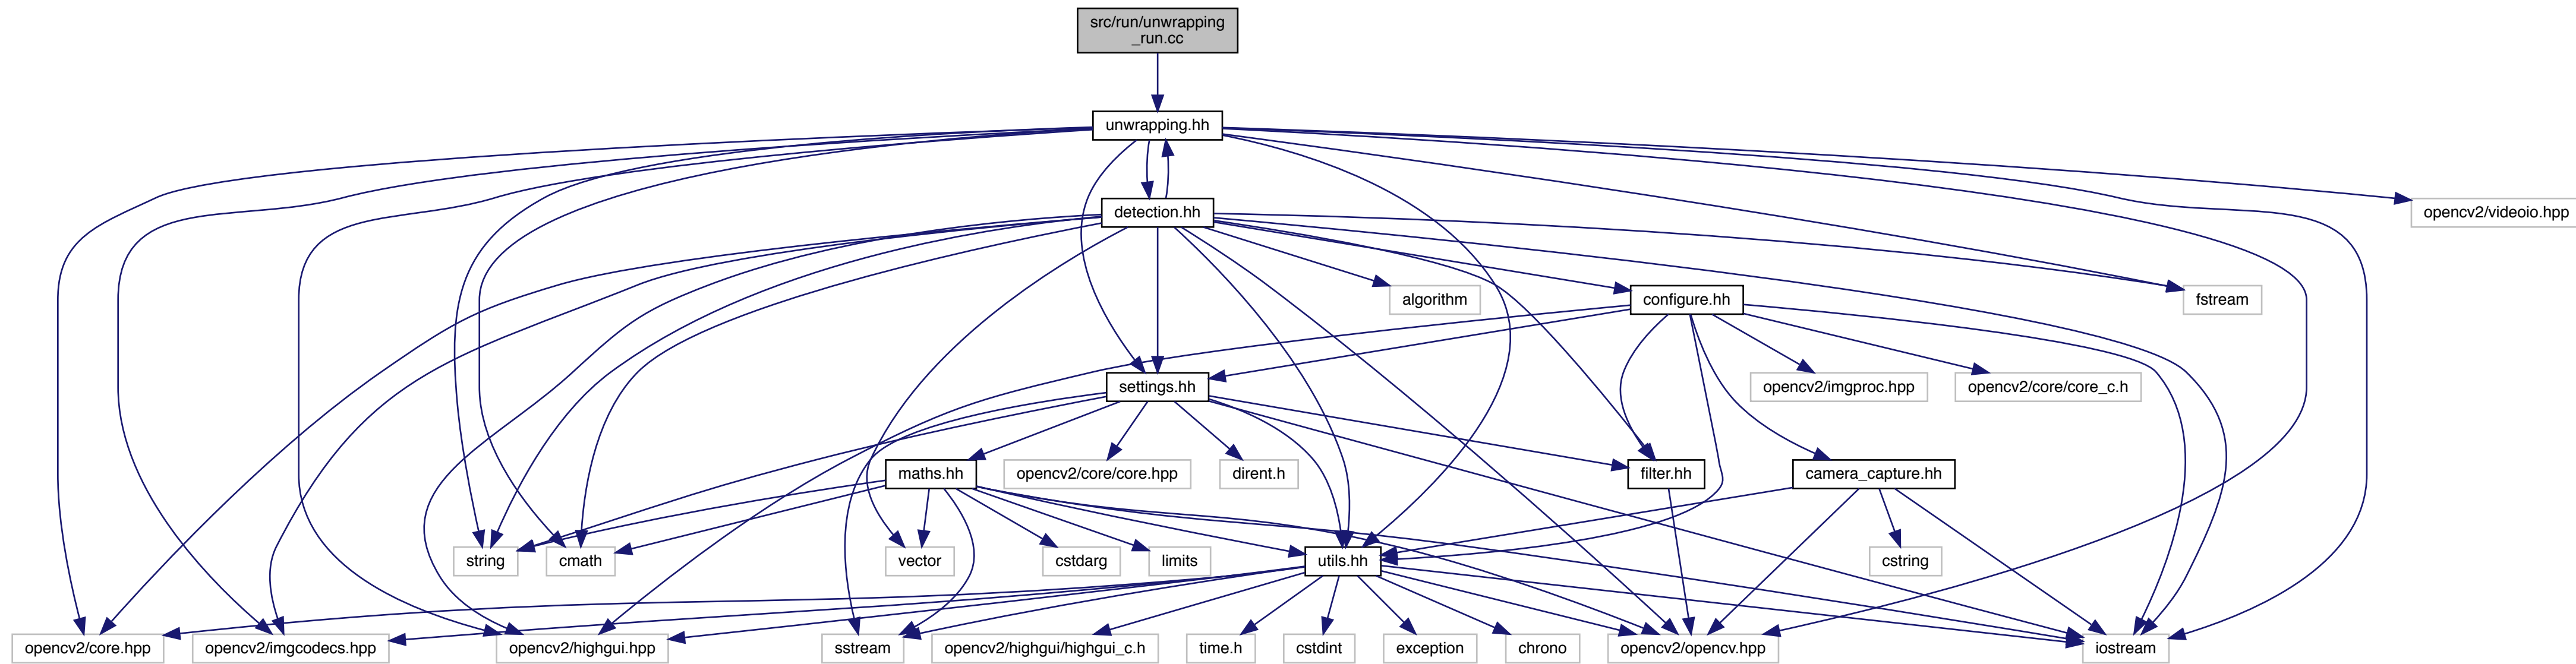 src/run/unwrapping
_run.cc
unwrapping.hh
detection.hh
opencv2/videoio.hpp
algorithm
configure.hh
fstream
settings.hh
opencv2/imgproc.hpp
opencv2/core/core_c.h
maths.hh
opencv2/core/core.hpp
dirent.h
filter.hh
camera_capture.hh
string
cmath
vector
cstdarg
limits
utils.hh
cstring
opencv2/core.hpp
opencv2/imgcodecs.hpp
opencv2/highgui.hpp
sstream
opencv2/highgui/highgui_c.h
time.h
cstdint
exception
chrono
opencv2/opencv.hpp
iostream